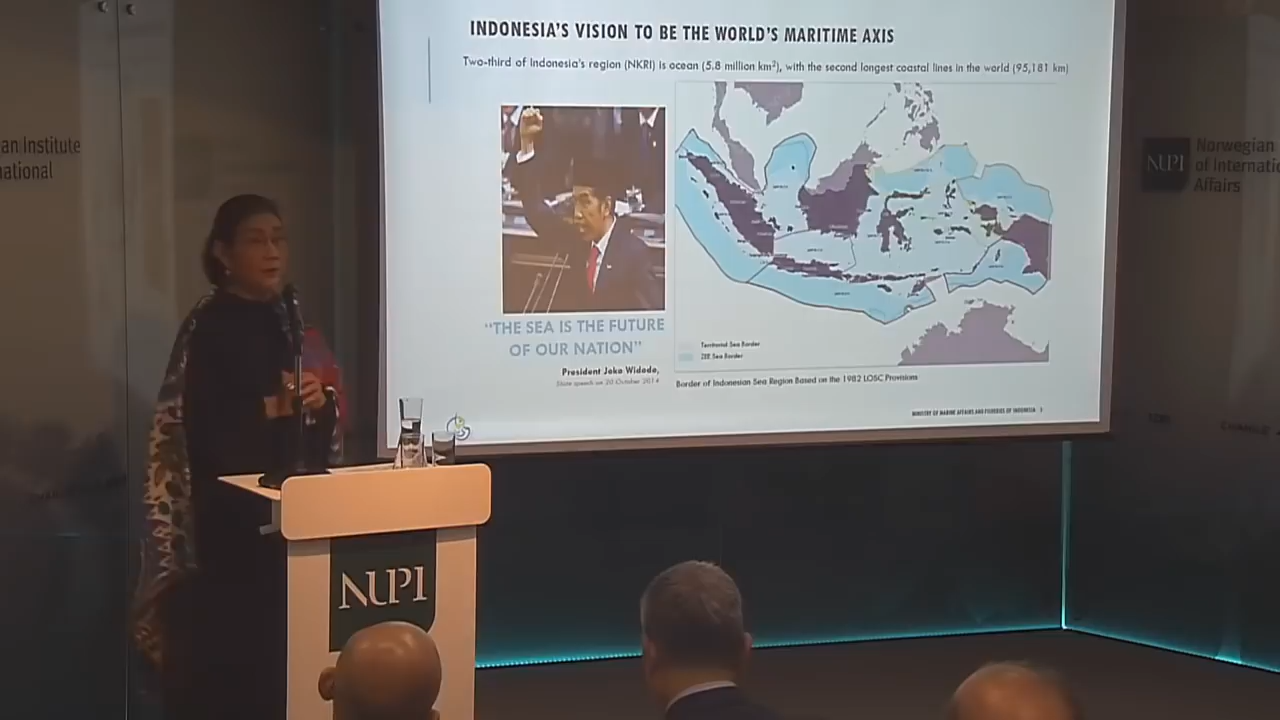 INDONESIA'S VISION TO BE THE WORLD'S MARITIME AXIS
Two-third of Indonesia's region (NKRI) is ocean (5.8 million km²), with the second longest coastal lines in the world (95,181 km)
"THE SEA IS THE FUTURE
OF OUR NATION"
President Joko Widodo,
State speech on 20 October 2014
Territorial Sea Border
ZEE Sea Border
Border of Indonesian Sea Region Based on the 1982 LOSC Provisions
MINISTRY OF MARINE AFFAIRS AND FISHERIES OF INDONESIA
an Institute
national
NUPI
Norwegian
of Internatio
Affairs
NUPI